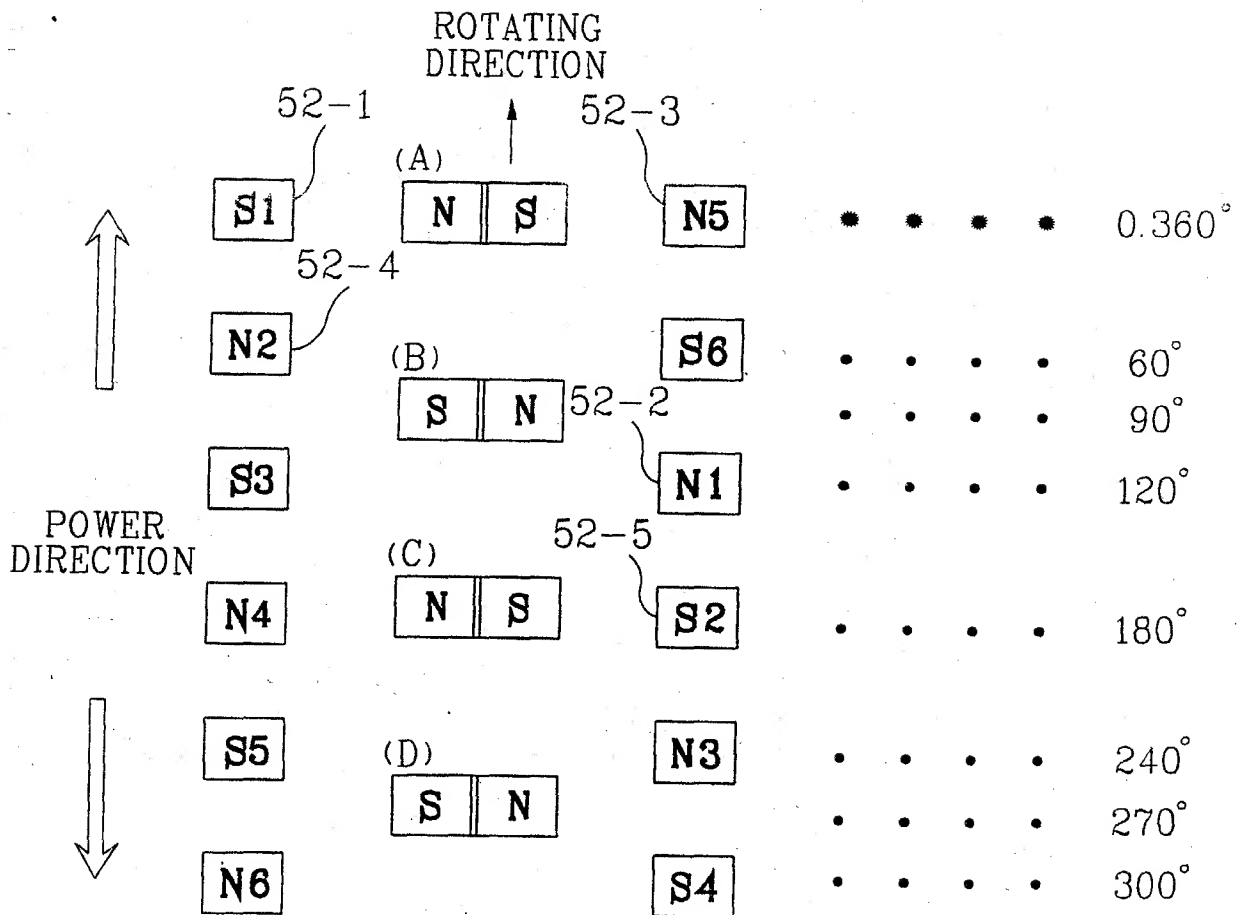 ROTATING
DIRECTION
52-1
52-3
(A)
S1
N S
N5
0.360°
52-4
N2
S6
60°
(B)
S N
52-2
90°
S3
N1
120°
POWER
DIRECTION
52-5
(C)
N4
N S
S2
180°
S5
(D)
N3
240°
S N
270°
N6
S4
300°